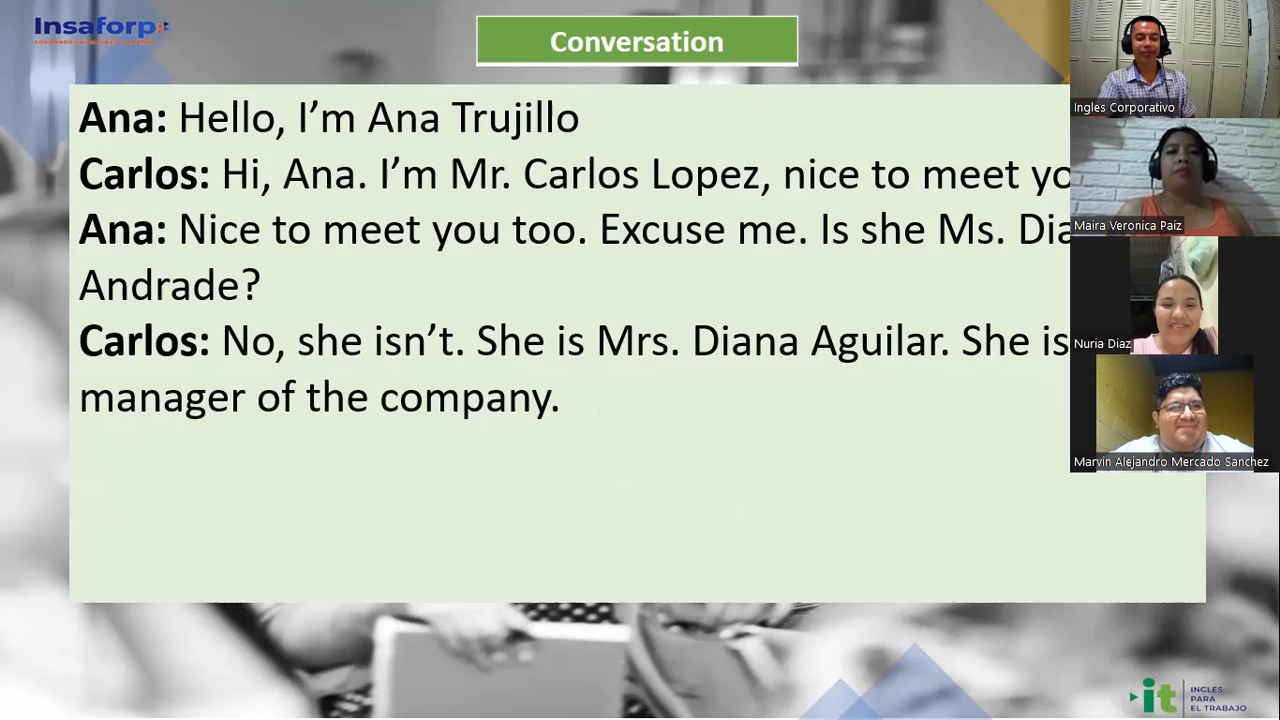 Insaforp
Conversation
Ana: Hello, I’m Ana Trujillo
Carlos: Hi, Ana. I’m Mr. Carlos Lopez, nice to meet yo
Ana: Nice to meet you too. Excuse me. Is she Ms. Dia
Andrade?
Carlos: No, she isn’t. She is Mrs. Diana Aguilar. She is
manager of the company.
Ingles Corporativo
Maira Veronica Paiz
Nuria Diaz
Marvin Alejandro Mercado Sanchez
it
INGLÉS
PARA
EL TRABAJO